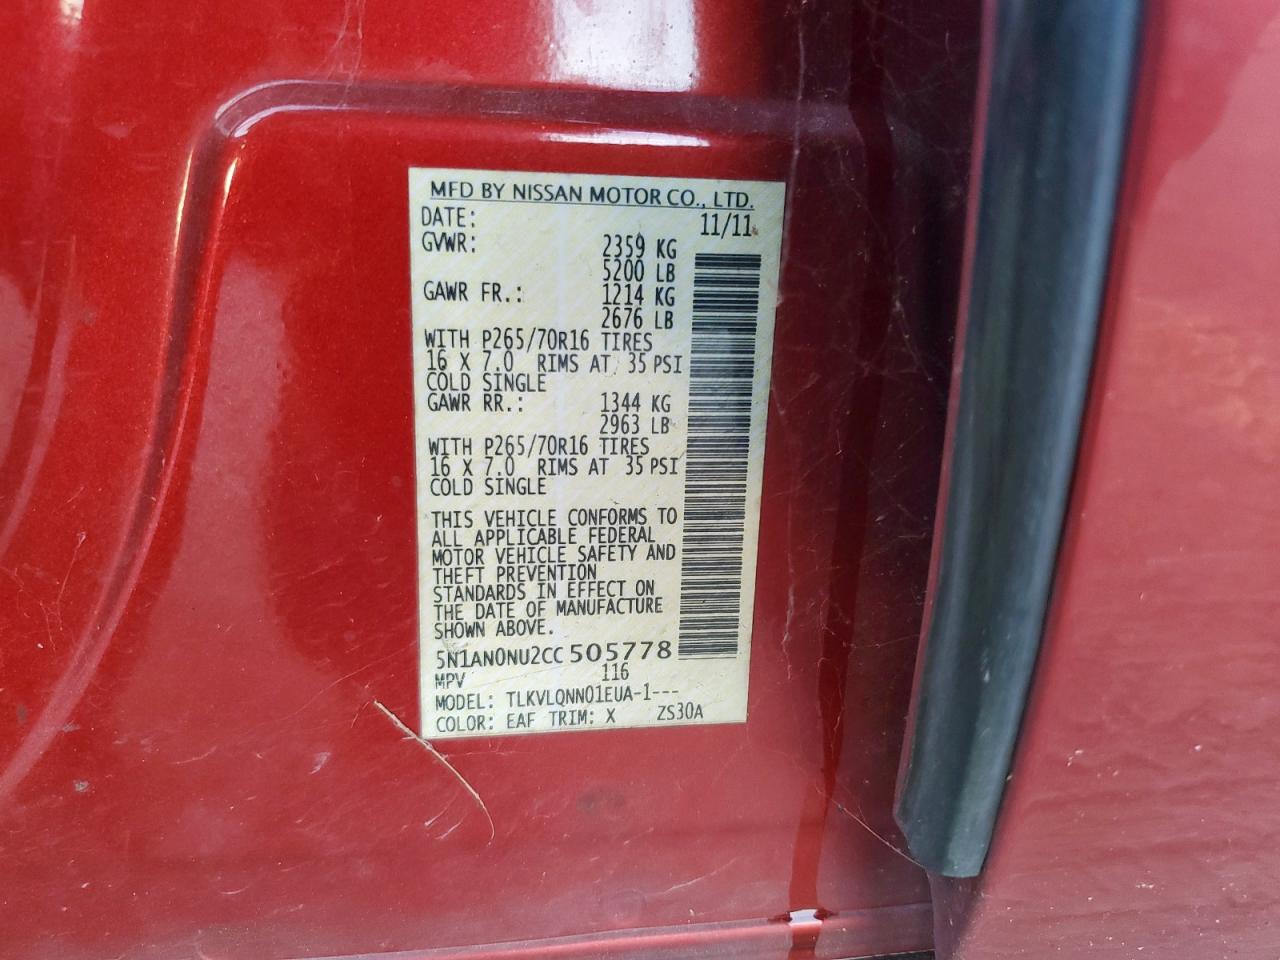 MFD BY NISSAN MOTOR CO., LTD.
DATE: 11/11
GVWR: 2359 KG
5200 LB
GAWR FR.: 1214 KG
2676 LB
WITH P265/70R16 TIRES
16 X 7.0 RIMS AT 35 PSI
COLD SINGLE
GAWR RR.: 1344 KG
2963 LB
WITH P265/70R16 TIRES
16 X 7.0 RIMS AT 35 PSI
COLD SINGLE
THIS VEHICLE CONFORMS TO
ALL APPLICABLE FEDERAL
MOTOR VEHICLE SAFETY AND
THEFT PREVENTION
STANDARDS IN EFFECT ON
THE DATE OF MANUFACTURE
SHOWN ABOVE.
5N1AN0NU2CC505778
MPV 116
MODEL: TLKVLQNN01EUA-1---
COLOR: EAF TRIM: X ZS30A